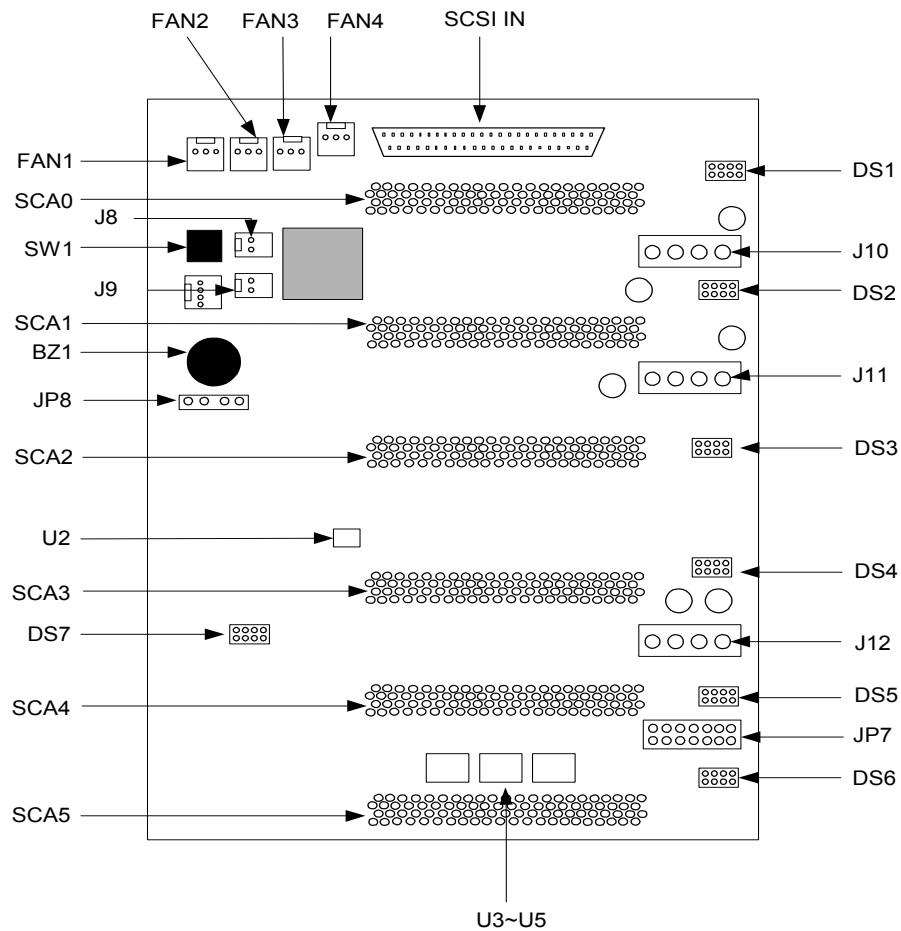 FAN2 FAN3 FAN4 SCSI IN
FAN1
DS1
SCA0
J8
SW1
J10
J9
DS2
SCA1
BZ1
J11
JP8
SCA2
DS3
U2
DS4
SCA3
DS7
J12
SCA4
DS5
JP7
DS6
SCA5
U3~U5